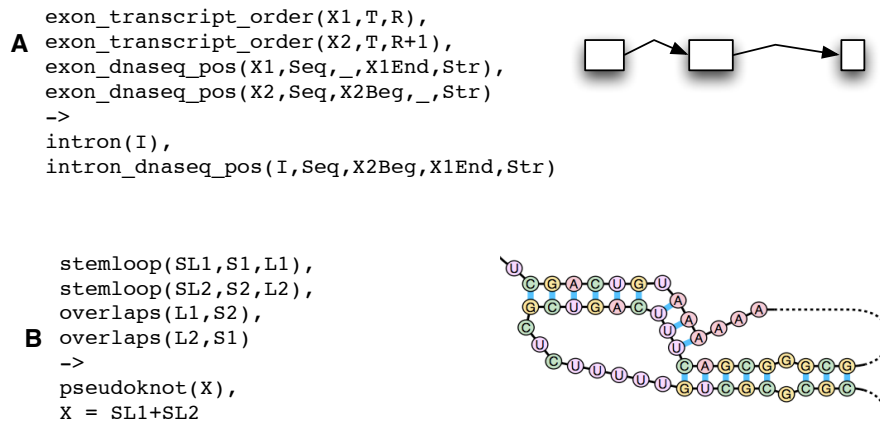 A
exon_transcript_order(X1,T,R),
exon_transcript_order(X2,T,R+1),
exon_dnaseq_pos(X1,Seq,_,X1End,Str),
exon_dnaseq_pos(X2,Seq,X2Beg,_,Str)
->
intron(I),
intron_dnaseq_pos(I,Seq,X2Beg,X1End,Str)
B
stemloop(SL1,S1,L1),
stemloop(SL2,S2,L2),
overlaps(L1,S2),
overlaps(L2,S1)
->
pseudoknot(X),
X = SL1+SL2
U
C G A C U G U
A
A
A A A A
G C U G A C U
U
U
C
U
C U U U U U
C A G C G G G C G
G U C G C G C G C